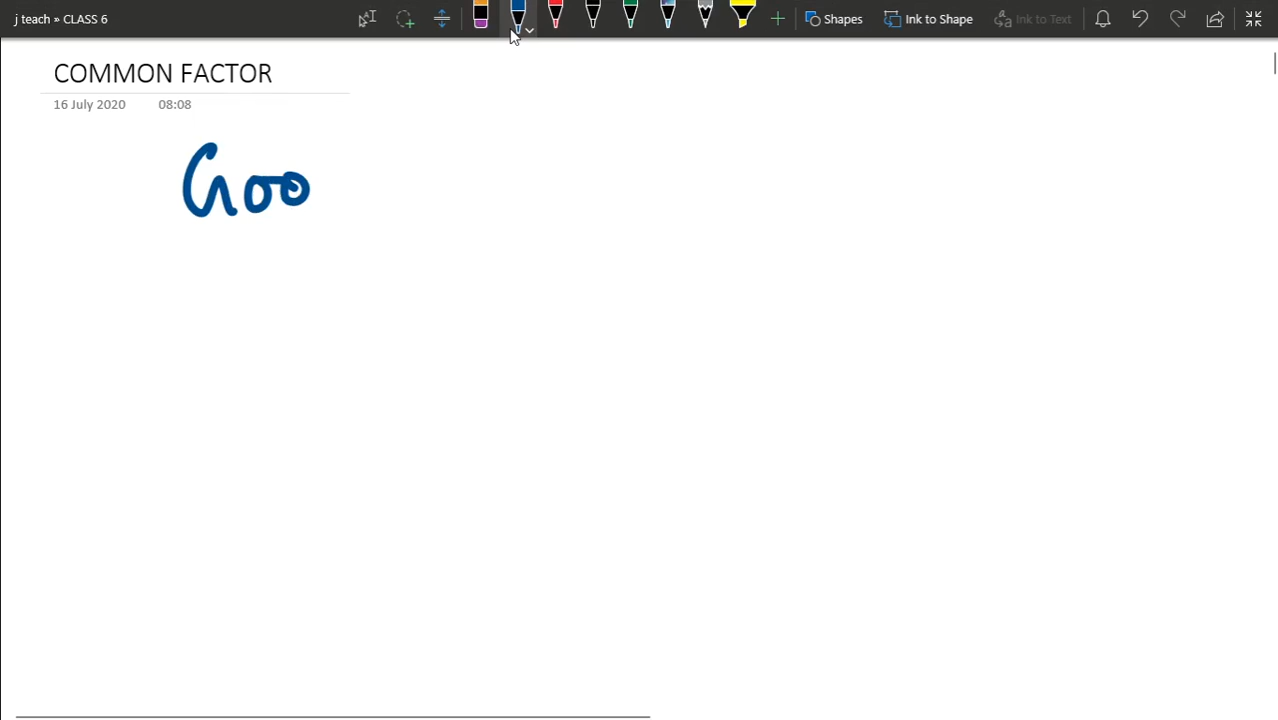 j teach » CLASS 6 Shapes Ink to Shape Ink to Text
COMMON FACTOR
16 July 2020 08:08
Goo